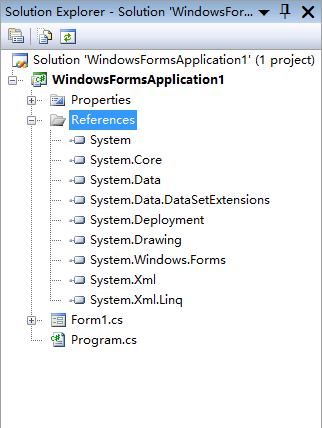 Solution Explorer - Solution 'WindowsFor...
Solution 'WindowsFormsApplication1' (1 project)
WindowsFormsApplication1
Properties
References
System
System.Core
System.Data
System.Data.DataSetExtensions
System.Deployment
System.Drawing
System.Windows.Forms
System.Xml
System.Xml.Linq
Form1.cs
Program.cs